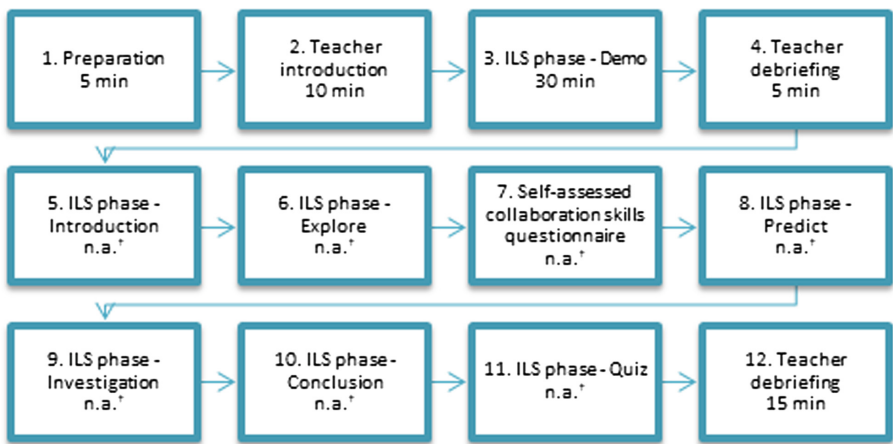 1. Preparation
5 min
2. Teacher
introduction
10 min
3. ILS phase - Demo
30 min
4. Teacher
debriefing
5 min
5. ILS phase -
Introduction
n.a.†
6. ILS phase -
Explore
n.a.†
7. Self-assessed
collaboration skills
questionnaire
n.a.†
8. ILS phase -
Predict
n.a.†
9. ILS phase -
Investigation
n.a.†
10. ILS phase -
Conclusion
n.a.†
11. ILS phase - Quiz
n.a.†
12. Teacher
debriefing
15 min